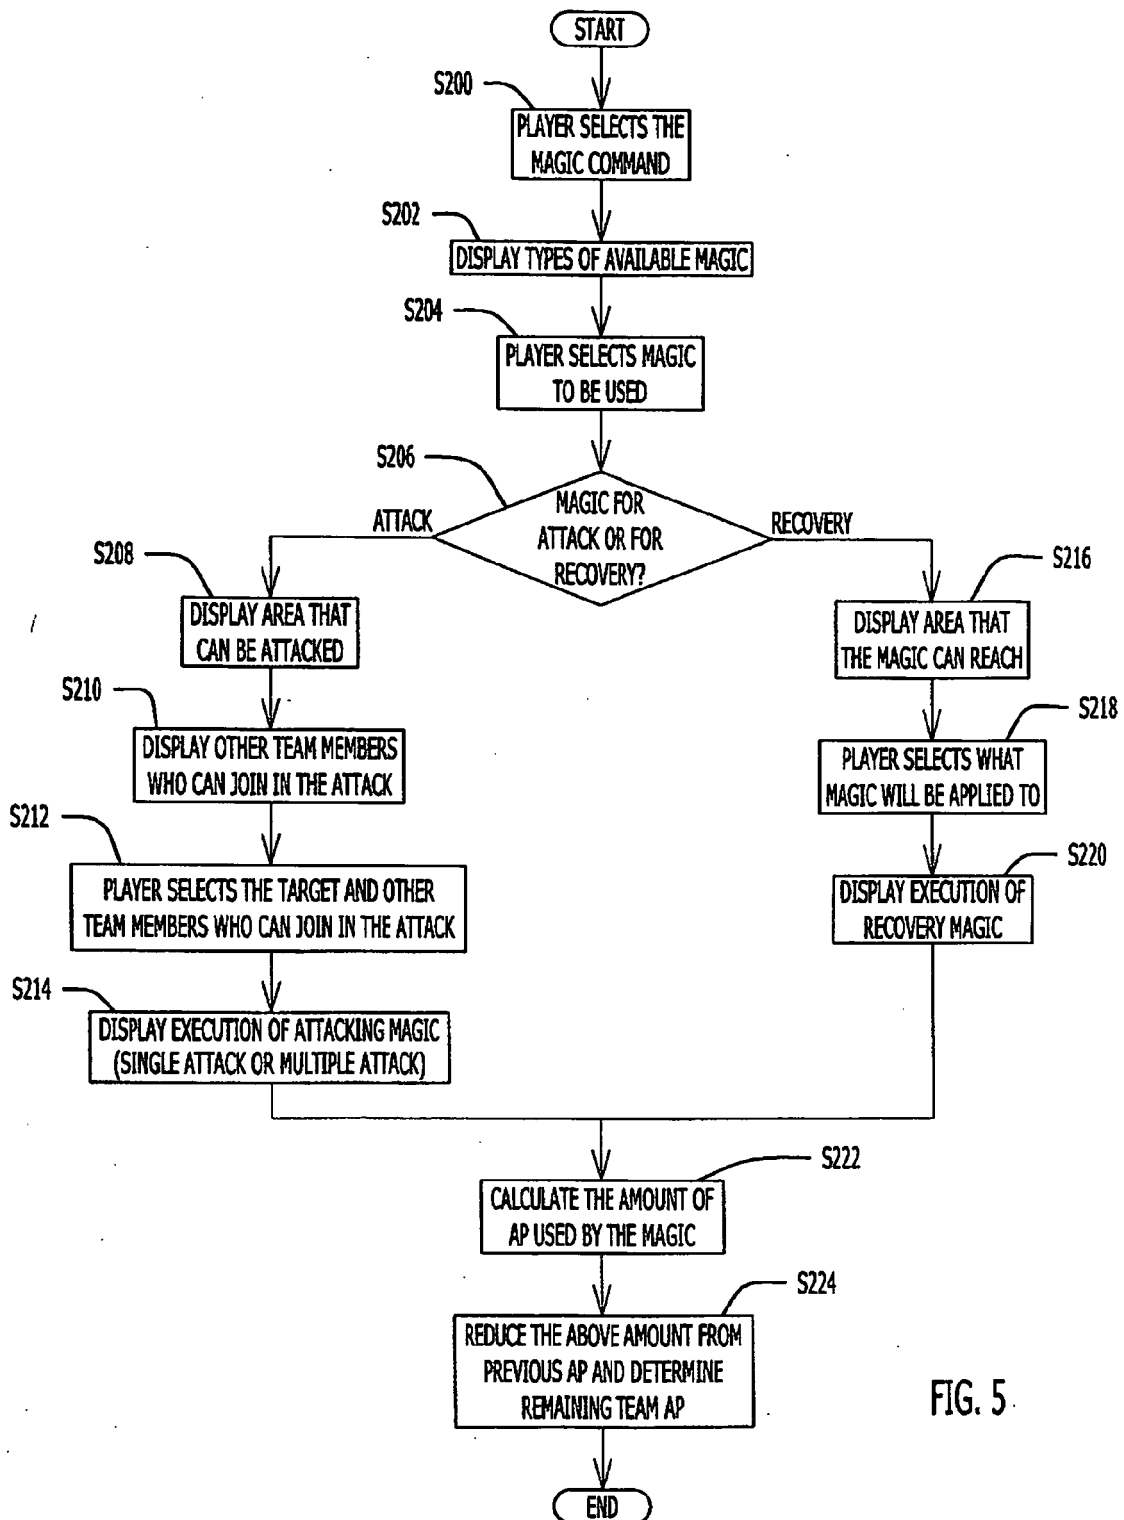 START
S200
PLAYER SELECTS THE
MAGIC COMMAND
S202
DISPLAY TYPES OF AVAILABLE MAGIC
S204
PLAYER SELECTS MAGIC
TO BE USED
S206
MAGIC FOR
ATTACK OR FOR
RECOVERY?
ATTACK
RECOVERY
S208
DISPLAY AREA THAT
CAN BE ATTACKED
S210
DISPLAY OTHER TEAM MEMBERS
WHO CAN JOIN IN THE ATTACK
S212
PLAYER SELECTS THE TARGET AND OTHER
TEAM MEMBERS WHO CAN JOIN IN THE ATTACK
S214
DISPLAY EXECUTION OF ATTACKING MAGIC
(SINGLE ATTACK OR MULTIPLE ATTACK)
S216
DISPLAY AREA THAT
THE MAGIC CAN REACH
S218
PLAYER SELECTS WHAT
MAGIC WILL BE APPLIED TO
S220
DISPLAY EXECUTION OF
RECOVERY MAGIC
S222
CALCULATE THE AMOUNT OF
AP USED BY THE MAGIC
S224
REDUCE THE ABOVE AMOUNT FROM
PREVIOUS AP AND DETERMINE
REMAINING TEAM AP
END
FIG. 5